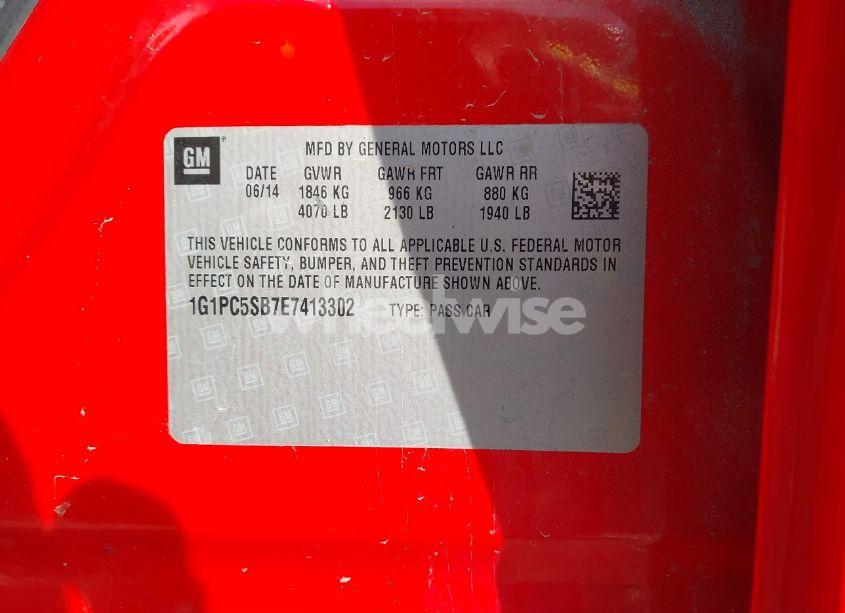 GM
MFD BY GENERAL MOTORS LLC
DATE GVWR GAWR FRT GAWR RR
06/14 1846 KG 966 KG 880 KG
4070 LB 2130 LB 1940 LB
THIS VEHICLE CONFORMS TO ALL APPLICABLE U.S. FEDERAL MOTOR
VEHICLE SAFETY, BUMPER, AND THEFT PREVENTION STANDARDS IN
EFFECT ON THE DATE OF MANUFACTURE SHOWN ABOVE.
1G1PC5SB7E7413302 TYPE: PASS CAR
wheelwise